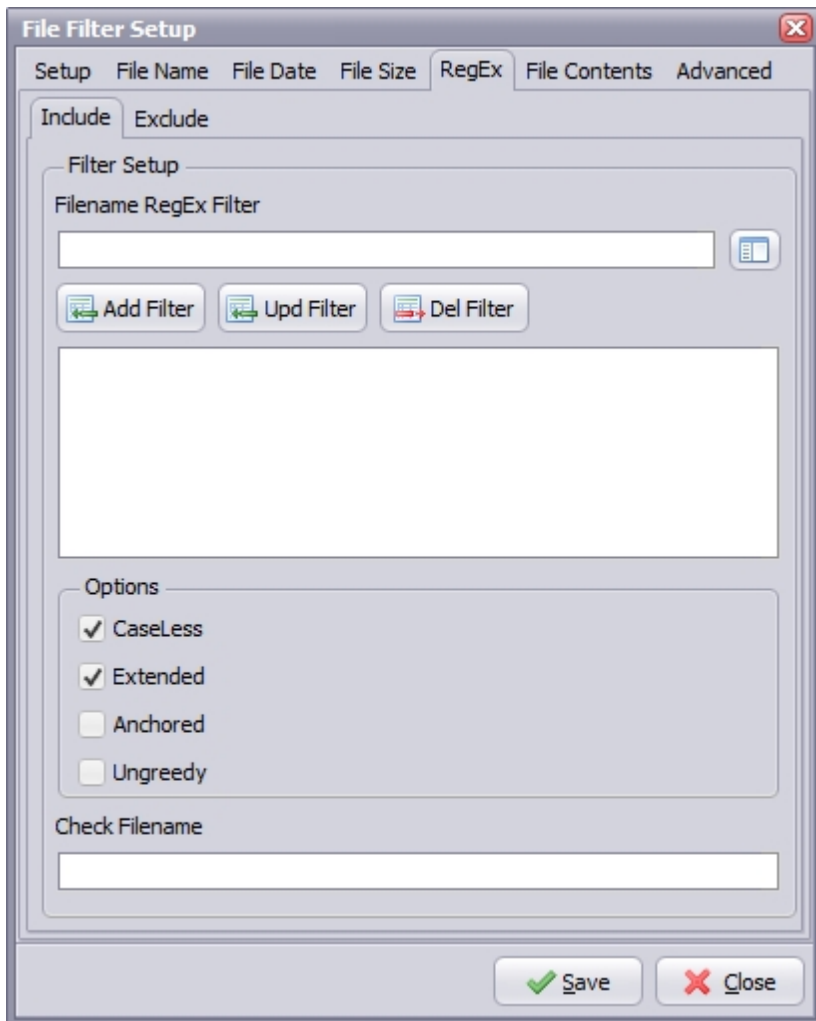 File Filter Setup
Setup File Name File Date File Size RegEx File Contents Advanced
Include Exclude
Filter Setup
Filename RegEx Filter
Add Filter Upd Filter Del Filter
Options
CaseLess
Extended
Anchored
Ungreedy
Check Filename
Save Close